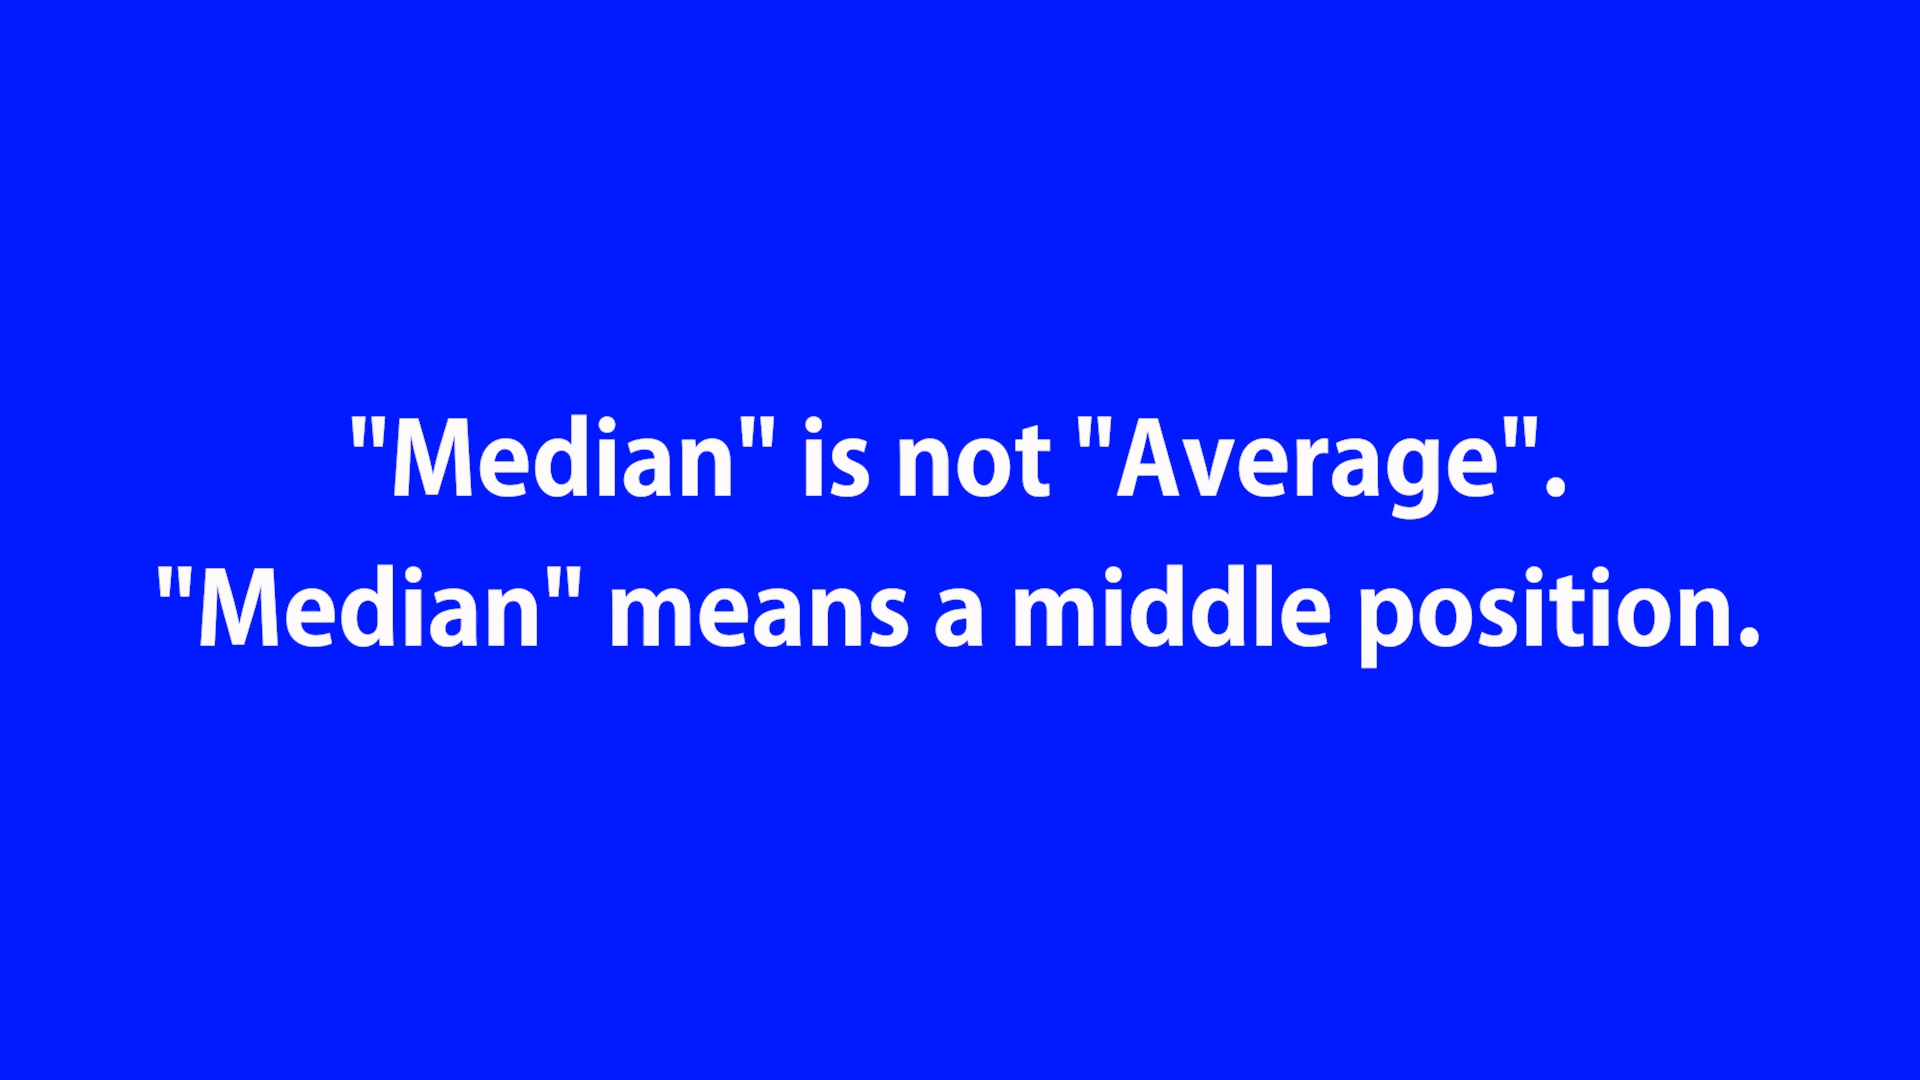 "Median" is not "Average".
"Median" means a middle position.